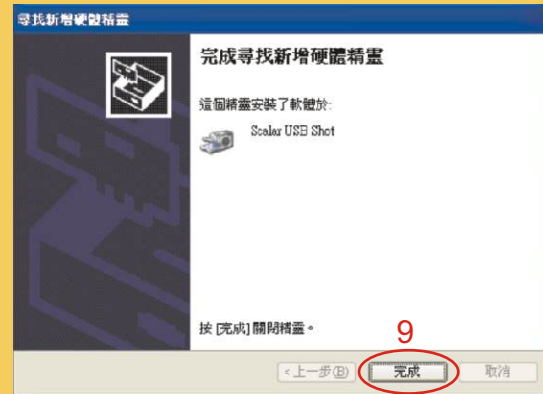 尋找新增硬體精靈
完成尋找新增硬體精靈
這個精靈安裝了軟體於:
Scalar USB Shot
按 [完成] 關閉精靈。
9
<上一步(B)
完成
取消